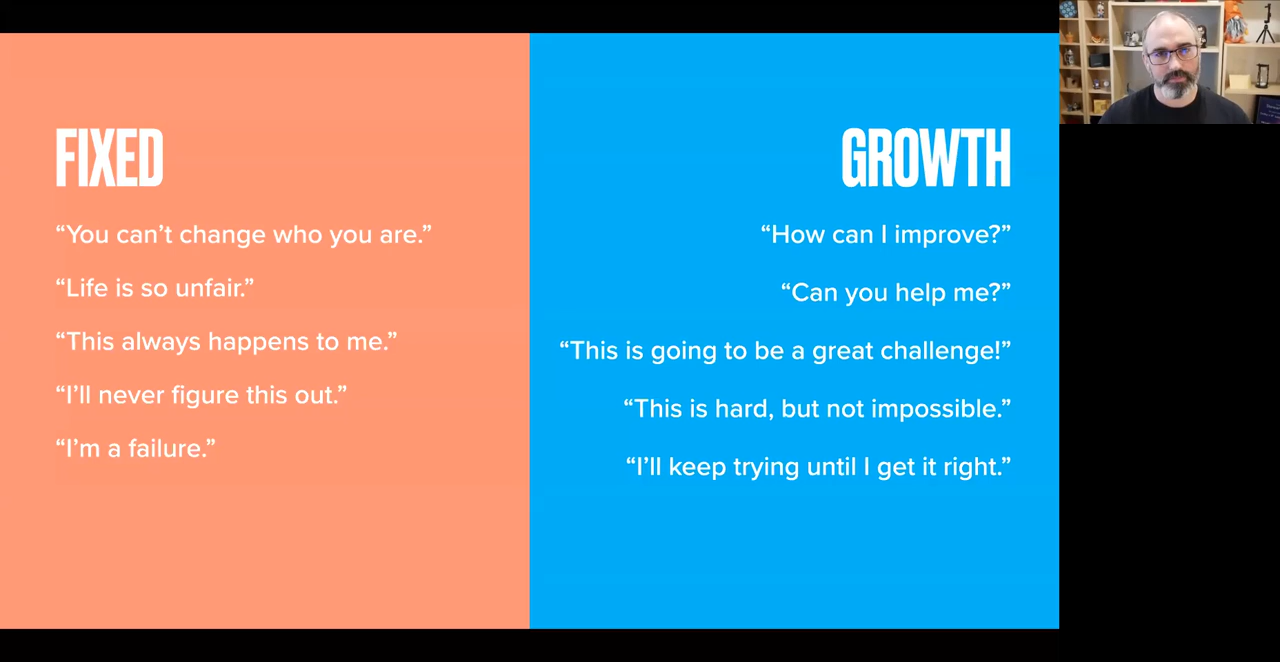 FIXED
“You can’t change who you are.”
“Life is so unfair.”
“This always happens to me.”
“I’ll never figure this out.”
“I’m a failure.”
GROWTH
“How can I improve?”
“Can you help me?”
“This is going to be a great challenge!”
“This is hard, but not impossible.”
“I’ll keep trying until I get it right.”